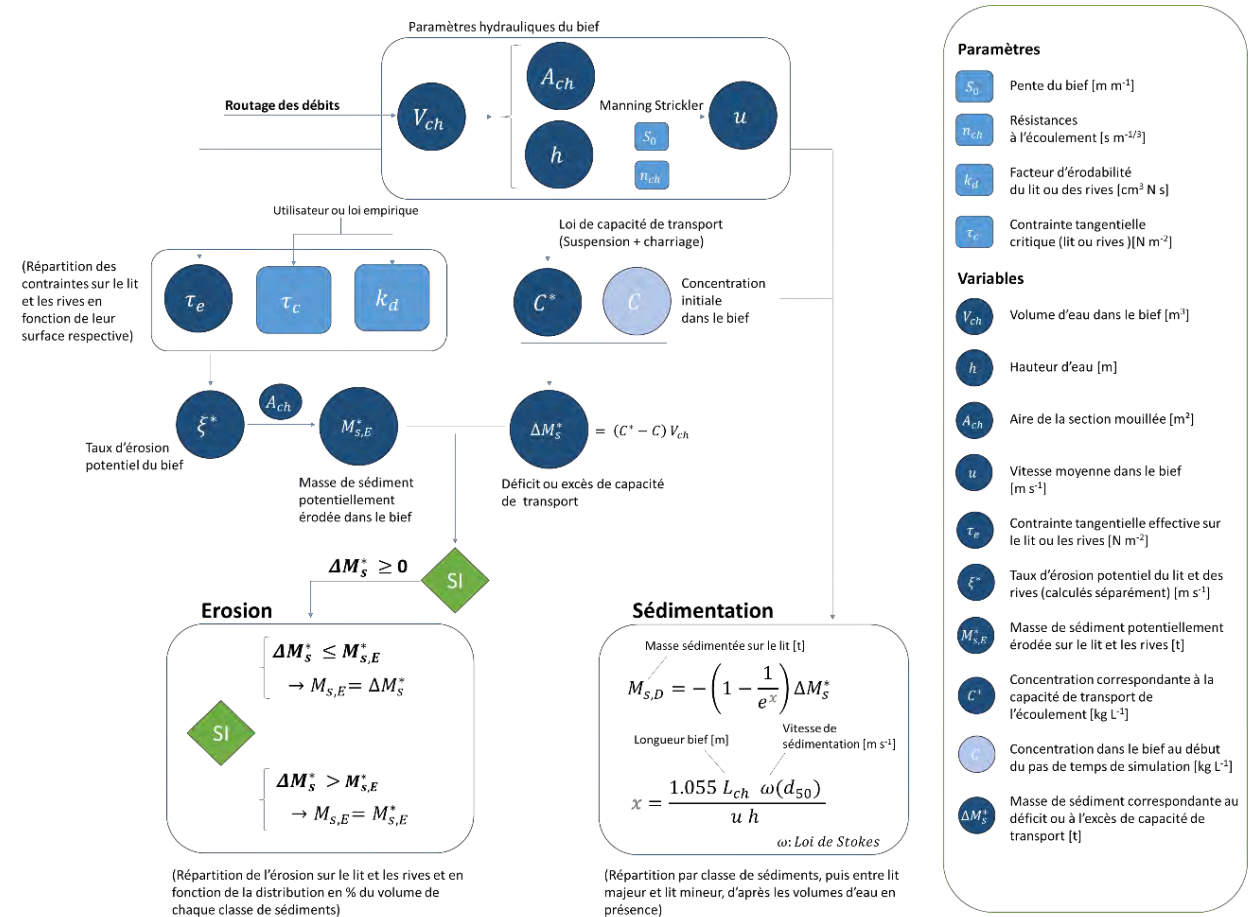 Paramètres hydrauliques du bief
Routage des débits
V_ch
A_ch
h
Manning Strickler
S_0
n_ch
u
Utilisateur ou loi empirique
(Répartition des
contraintes sur le lit
et les rives en
fonction de leur
surface respective)
τ_e
τ_c
k_d
Loi de capacité de transport
(Suspension + charriage)
C*
C
Concentration
initiale
dans le bief
ξ*
A_ch
M*_s,E
ΔM*_s
= (C* − C) V_ch
Taux d'érosion
potentiel du bief
Masse de sédiment
potentiellement
érodée dans le bief
Déficit ou excès de capacité
de transport
ΔM*_s ≥ 0
SI
Erosion
ΔM*_s ≤ M*_s,E
→ M_s,E = ΔM*_s
SI
ΔM*_s > M*_s,E
→ M_s,E = M*_s,E
(Répartition de l'érosion sur le lit et les rives et en
fonction de la distribution en % du volume de
chaque classe de sédiments)
Sédimentation
Masse sédimentée sur le lit [t]
M_s,D = −(1 − 1/e^x) ΔM*_s
Longueur bief [m]
Vitesse de
sédimentation [m s⁻¹]
x = 1.055 L_ch ω(d_50) / u h
ω: Loi de Stokes
(Répartition par classe de sédiments, puis entre lit
majeur et lit mineur, d'après les volumes d'eau en
présence)
Paramètres
S_0 Pente du bief [m m⁻¹]
n_ch Résistances
à l'écoulement [s m⁻¹/³]
k_d Facteur d'érodabilité
du lit ou des rives [cm³ N s]
τ_c Contrainte tangentielle
critique (lit ou rives )[N m⁻²]
Variables
V_ch Volume d'eau dans le bief [m³]
h Hauteur d'eau [m]
A_ch Aire de la section mouillée [m²]
u Vitesse moyenne dans le bief
[m s⁻¹]
τ_e Contrainte tangentielle effective sur
le lit ou les rives [N m⁻²]
ξ* Taux d'érosion potentiel du lit et des
rives (calculés séparément) [m s⁻¹]
M*_s,E Masse de sédiment potentiellement
érodée sur le lit et les rives [t]
C* Concentration correspondante à la
capacité de transport de
l'écoulement [kg L⁻¹]
C Concentration dans le bief au début
du pas de temps de simulation [kg L⁻¹]
ΔM*_s Masse de sédiment correspondante au
déficit ou à l'excès de capacité de
transport [t]